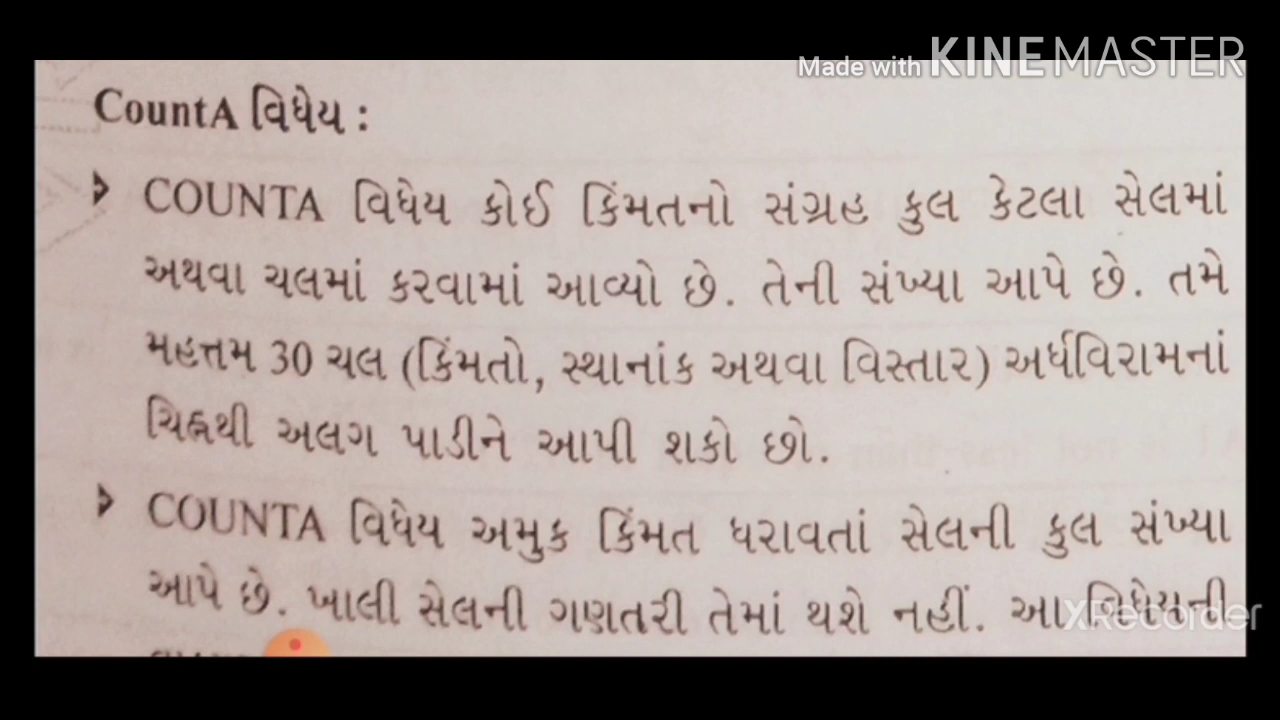 Made with KINEMASTER
CountA વિધેય :
COUNTA વિધેય કોઈ કિંમતનો સંગ્રહ કુલ કેટલા સેલમાં
અથવા ચલમાં કરવામાં આવ્યો છે. તેની સંખ્યા આપે છે. તમે
મહત્તમ 30 ચલ (કિંમતો, સ્થાનાંક અથવા વિસ્તાર) અર્ધવિરામનાં
ચિહ્નથી અલગ પાડીને આપી શકો છો.
COUNTA વિધેય અમુક કિંમત ધરાવતાં સેલની કુલ સંખ્યા
આપે છે. ખાલી સેલની ગણતરી તેમાં થશે નહીં. આ વિધેયની
XRecorder